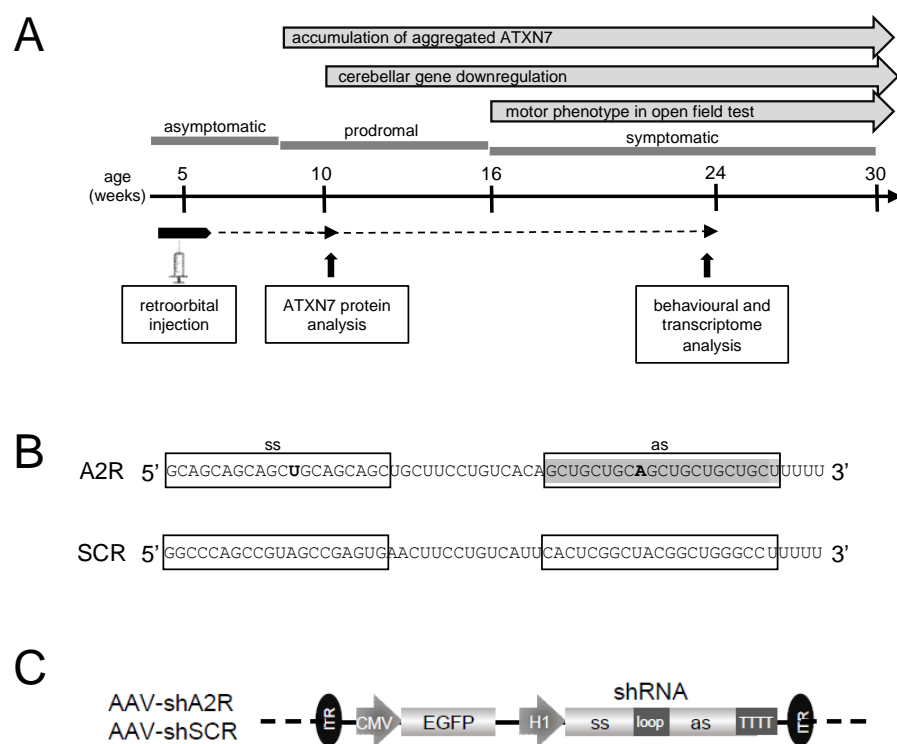 A
accumulation of aggregated ATXN7
cerebellar gene downregulation
motor phenotype in open field test
asymptomatic prodromal symptomatic
age (weeks) 5 10 16 24 30
retroorbital injection
ATXN7 protein analysis
behavioural and transcriptome analysis
B
ss as
A2R 5’ GCAGCAGCAGCUGCAGCAGCUGCUUCCUGUCACAGCUGCUGCAGCUGCUGCUGCUUUUU 3’
SCR 5’ GGCCCAGCCGUAGCCGAGUGAACUUCCUGUCAUUCACUCGGCUACGGCUGGGCCUUUUU 3’
C
shRNA
AAV-shA2R
AAV-shSCR
ITR CMV EGFP H1 ss loop as TTTT ITR